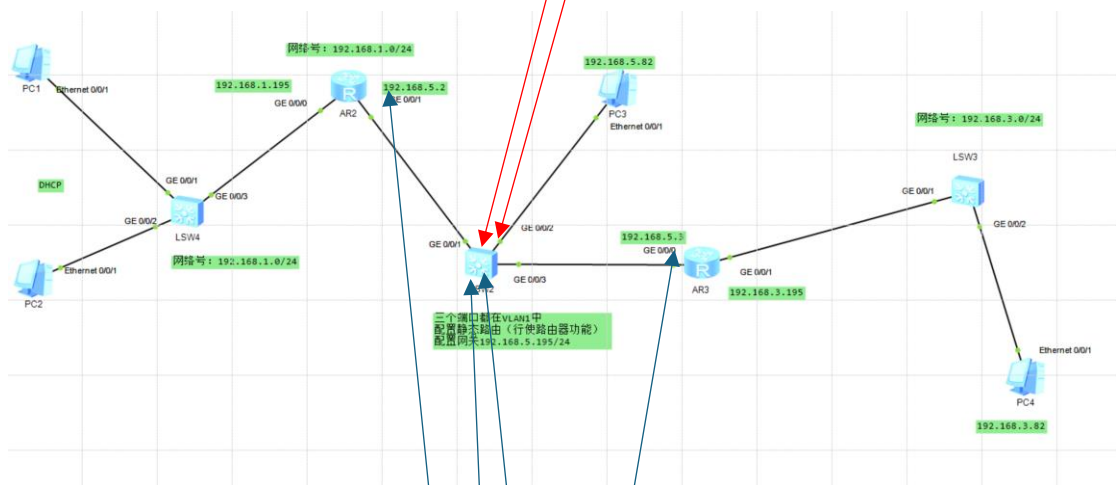 网络号: 192.168.1.0/24
192.168.5.82
PC1
Ethernet 0/0/1
192.168.1.195
192.168.5.2
GE 0/0/0
GE 0/0/1
R
AR2
PC3
Ethernet 0/0/1
网络号: 192.168.3.0/24
LSW3
DHCP
GE 0/0/1
GE 0/0/3
GE 0/0/1
GE 0/0/2
GE 0/0/2
GE 0/0/2
LSW4
192.168.5.3
GE 0/0/1
GE 0/0/0
网络号: 192.168.1.0/24
Ethernet 0/0/1
R
GE 0/0/1
GE 0/0/3
AR3
192.168.3.195
PC2
三个端口都在VLAN1中
配置静态路由（行使路由器功能）
配置网关192.168.5.195/24
Ethernet 0/0/1
PC4
192.168.3.82